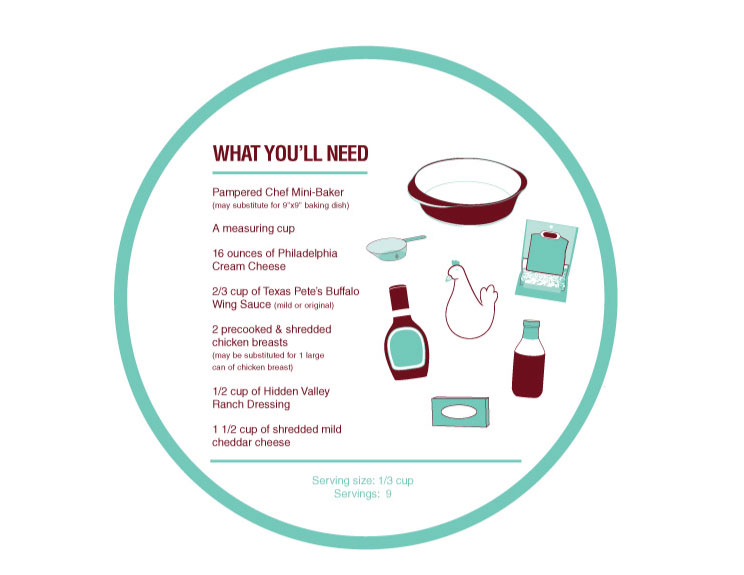 WHAT YOU'LL NEED
Pampered Chef Mini-Baker
(may substitute for 9"x9" baking dish)
A measuring cup
16 ounces of Philadelphia
Cream Cheese
2/3 cup of Texas Pete's Buffalo
Wing Sauce (mild or original)
2 precooked & shredded
chicken breasts
(may be substituted for 1 large
can of chicken breast)
1/2 cup of Hidden Valley
Ranch Dressing
1 1/2 cup of shredded mild
cheddar cheese
Serving size: 1/3 cup
Servings: 9